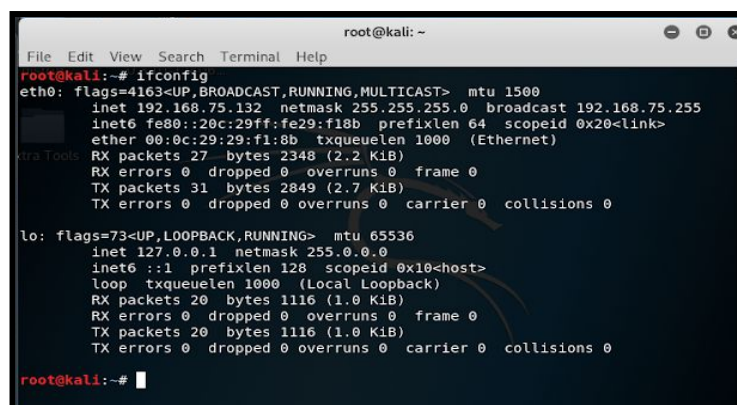 root@kali: ~
File Edit View Search Terminal Help
root@kali:~# ifconfig
eth0: flags=4163<UP,BROADCAST,RUNNING,MULTICAST>  mtu 1500
        inet 192.168.75.132  netmask 255.255.255.0  broadcast 192.168.75.255
        inet6 fe80::20c:29ff:fe29:f18b  prefixlen 64  scopeid 0x20<link>
        ether 00:0c:29:29:f1:8b  txqueuelen 1000  (Ethernet)
        RX packets 27  bytes 2348 (2.2 KiB)
        RX errors 0  dropped 0  overruns 0  frame 0
        TX packets 31  bytes 2849 (2.7 KiB)
        TX errors 0  dropped 0 overruns 0  carrier 0  collisions 0
tra Tools

lo: flags=73<UP,LOOPBACK,RUNNING>  mtu 65536
        inet 127.0.0.1  netmask 255.0.0.0
        inet6 ::1  prefixlen 128  scopeid 0x10<host>
        loop  txqueuelen 1000  (Local Loopback)
        RX packets 20  bytes 1116 (1.0 KiB)
        RX errors 0  dropped 0  overruns 0  frame 0
        TX packets 20  bytes 1116 (1.0 KiB)
        TX errors 0  dropped 0 overruns 0  carrier 0  collisions 0

root@kali:~#